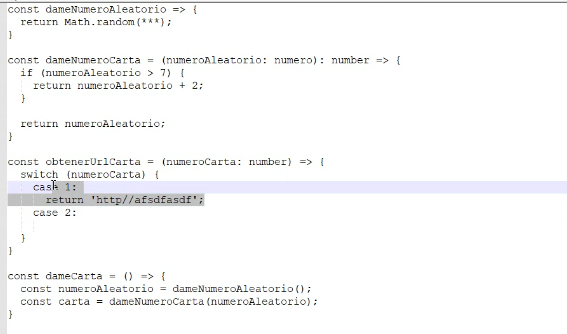 const dameNumeroAleatorio => {
  return Math.random(***);
}
const dameNumeroCarta = (numeroAleatorio: numero): number => {
  if (numeroAleatorio > 7) {
    return numeroAleatorio + 2;
  }
  return numeroAleatorio;
}
const obtenerUrlCarta = (numeroCarta: number) => {
  switch (numeroCarta) {
    case 1:
      return 'http//afsdfasdf';
    case 2:
  }
}
const dameCarta = () => {
  const numeroAleatorio = dameNumeroAleatorio();
  const carta = dameNumeroCarta(numeroAleatorio);
}